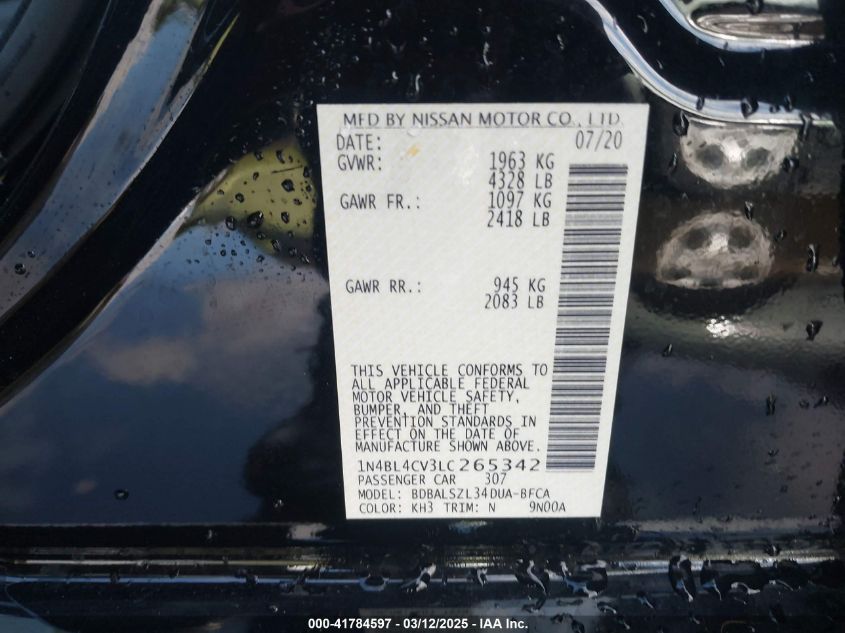 MFD BY NISSAN MOTOR CO., LTD.
DATE: 07/20
GVWR: 1963 KG
4328 LB
GAWR FR.: 1097 KG
2418 LB
GAWR RR.: 945 KG
2083 LB
THIS VEHICLE CONFORMS TO
ALL APPLICABLE FEDERAL
MOTOR VEHICLE SAFETY,
BUMPER, AND THEFT
PREVENTION STANDARDS IN
EFFECT ON THE DATE OF
MANUFACTURE SHOWN ABOVE.
1N4BL4CV3LC265342
PASSENGER CAR 307
MODEL: BDBALSZL34DUA-BFCA
COLOR: KH3 TRIM: N 9N00A
000-41784597 - 03/12/2025 - IAA Inc.